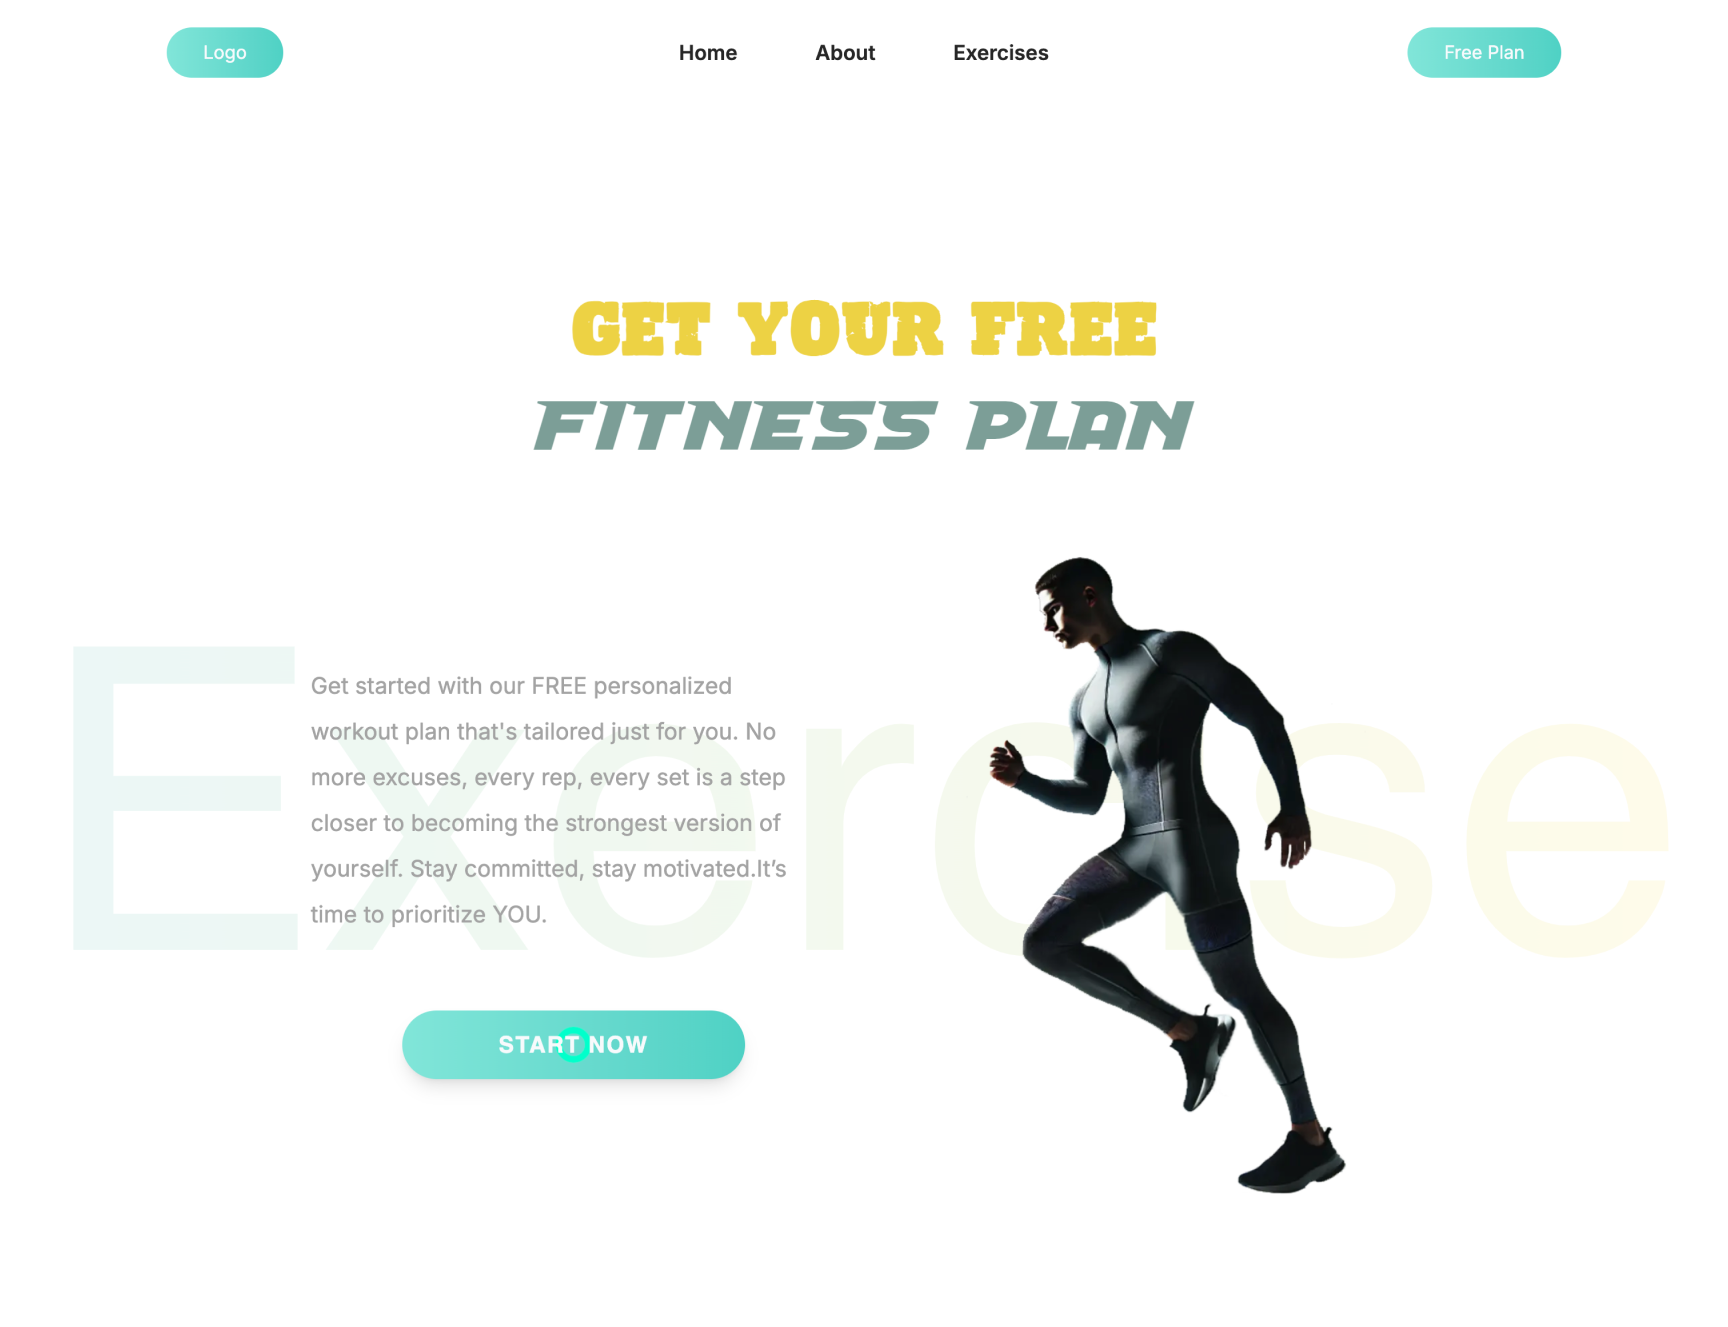 Logo
Home
About
Exercises
Free Plan
GET YOUR FREE
FITNESS PLAN
Exercise
Get started with our FREE personalized
workout plan that's tailored just for you. No
more excuses, every rep, every set is a step
closer to becoming the strongest version of
yourself. Stay committed, stay motivated.It’s
time to prioritize YOU.
START NOW